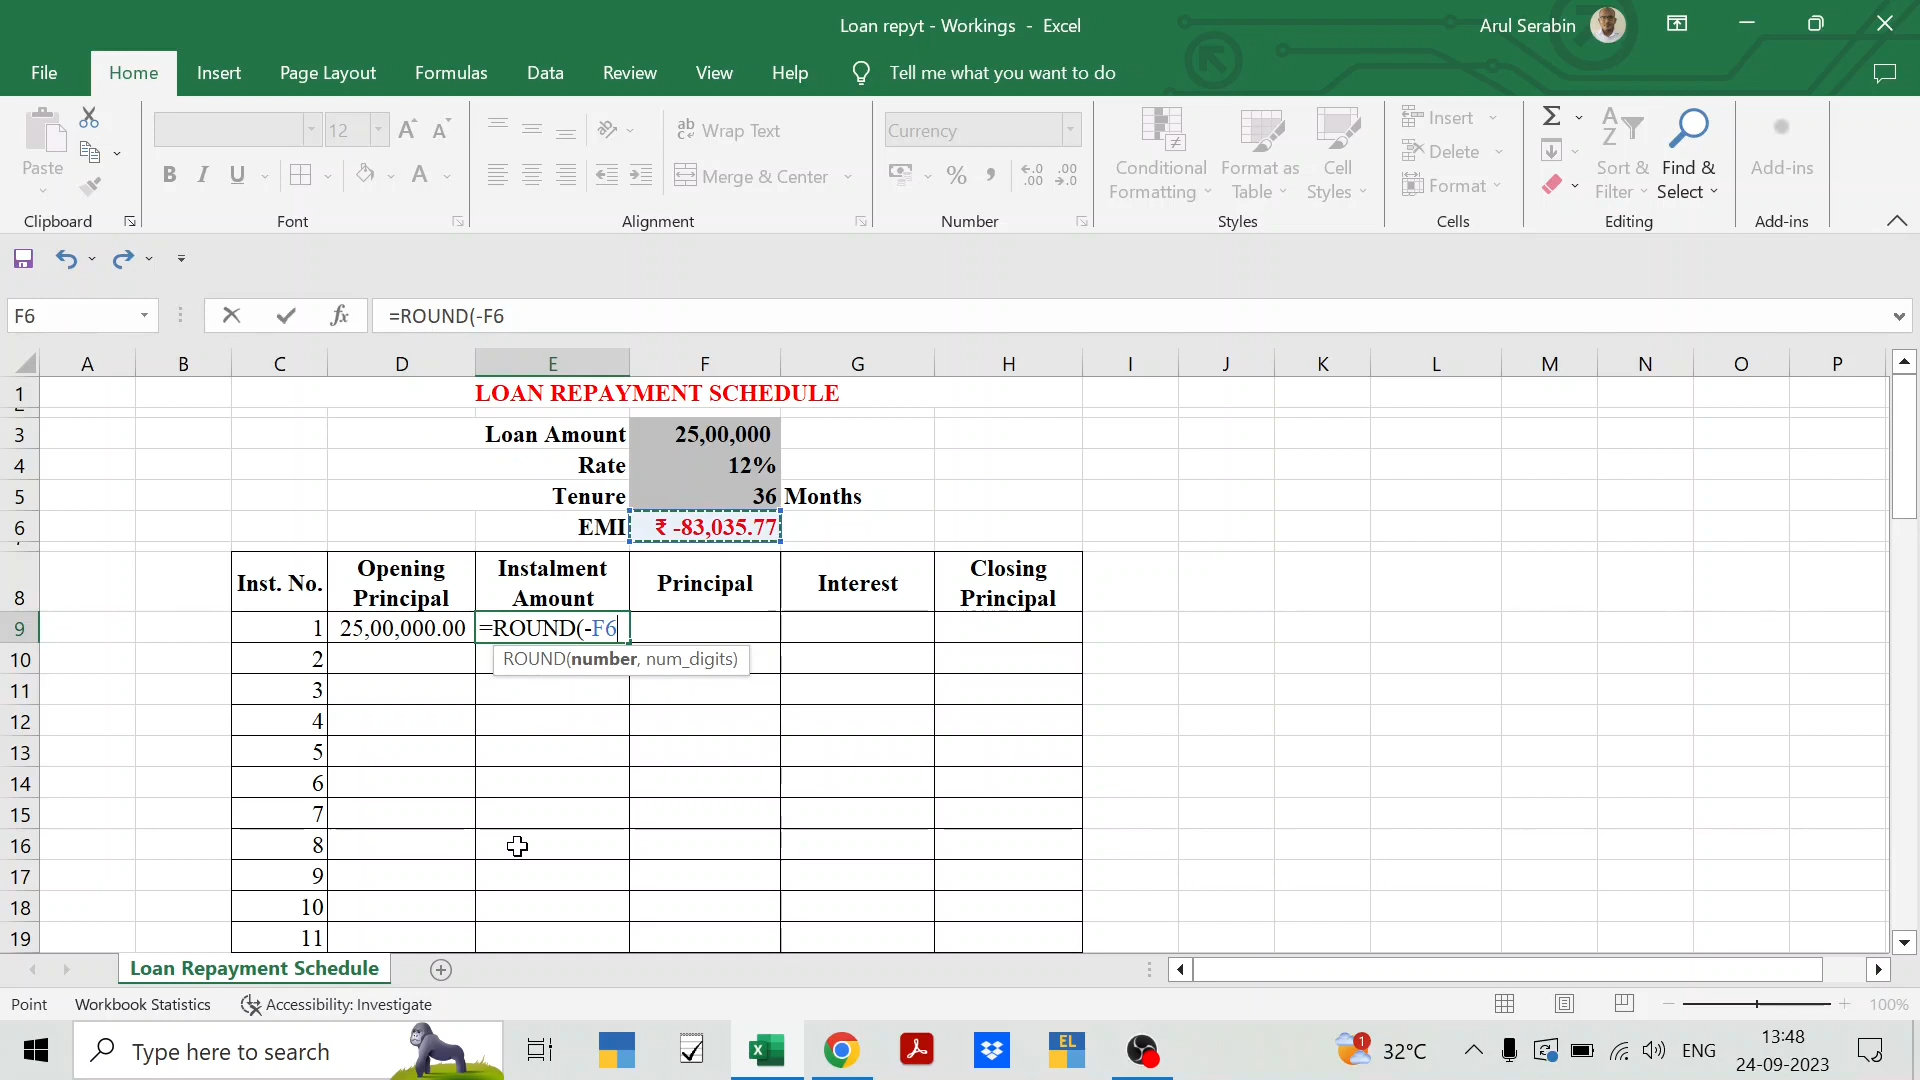 Loan repyt - Workings - Excel
Arul Serabin
File Home Insert Page Layout Formulas Data Review View Help Tell me what you want to do
12
ab Wrap Text
Currency
Insert
Paste
B I U
A
Merge & Center
%
Conditional Formatting
Format as Table
Cell Styles
Delete
Format
Sort & Filter
Find & Select
Add-ins
Clipboard Font Alignment Number Styles Cells Editing Add-ins
F6
fx
=ROUND(-F6
A B C D E F G H I J K L M N O P
1 LOAN REPAYMENT SCHEDULE
2
3 Loan Amount 25,00,000
4 Rate 12%
5 Tenure 36 Months
6 EMI ₹ -83,035.77
7
8 Inst. No. Opening Principal Instalment Amount Principal Interest Closing Principal
9 1 25,00,000.00 =ROUND(-F6
10 2 ROUND(number, num_digits)
11 3
12 4
13 5
14 6
15 7
16 8
17 9
18 10
19 11
Loan Repayment Schedule
Point Workbook Statistics Accessibility: Investigate
100%
Type here to search
EL
1
32°C
ENG
13:48
24-09-2023